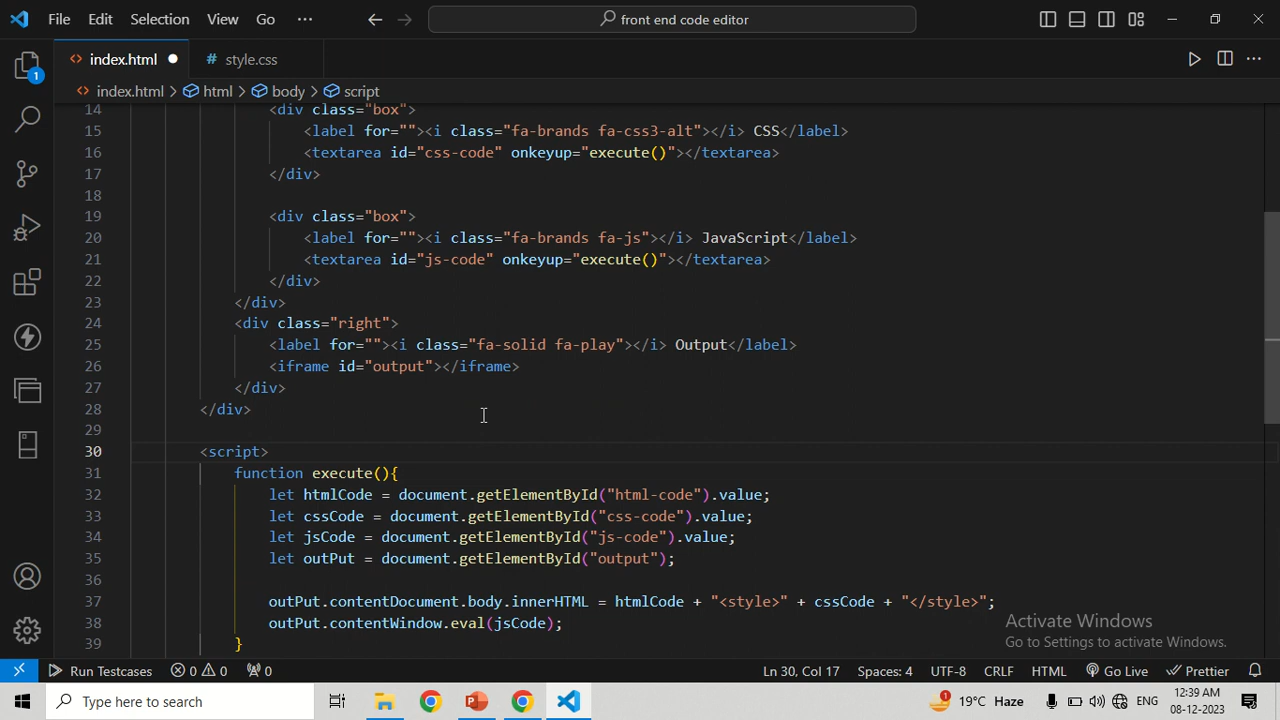 File Edit Selection View Go ··· front end code editor
index.html style.css
index.html > html > body > script
14 <div class="box">
15 <label for=""><i class="fa-brands fa-css3-alt"></i> CSS</label>
16 <textarea id="css-code" onkeyup="execute()"></textarea>
17 </div>
18
19 <div class="box">
20 <label for=""><i class="fa-brands fa-js"></i> JavaScript</label>
21 <textarea id="js-code" onkeyup="execute()"></textarea>
22 </div>
23 </div>
24 <div class="right">
25 <label for=""><i class="fa-solid fa-play"></i> Output</label>
26 <iframe id="output"></iframe>
27 </div>
28 </div>
29
30 <script>
31 function execute(){
32 let htmlCode = document.getElementById("html-code").value;
33 let cssCode = document.getElementById("css-code").value;
34 let jsCode = document.getElementById("js-code").value;
35 let outPut = document.getElementById("output");
36
37 outPut.contentDocument.body.innerHTML = htmlCode + "<style>" + cssCode + "</style>";
38 outPut.contentWindow.eval(jsCode);
39 }
1
Activate Windows
Go to Settings to activate Windows.
Run Testcases 0 0 0 Ln 30, Col 17 Spaces: 4 UTF-8 CRLF HTML Go Live Prettier
Type here to search 1 19°C Haze ENG 12:39 AM
08-12-2023